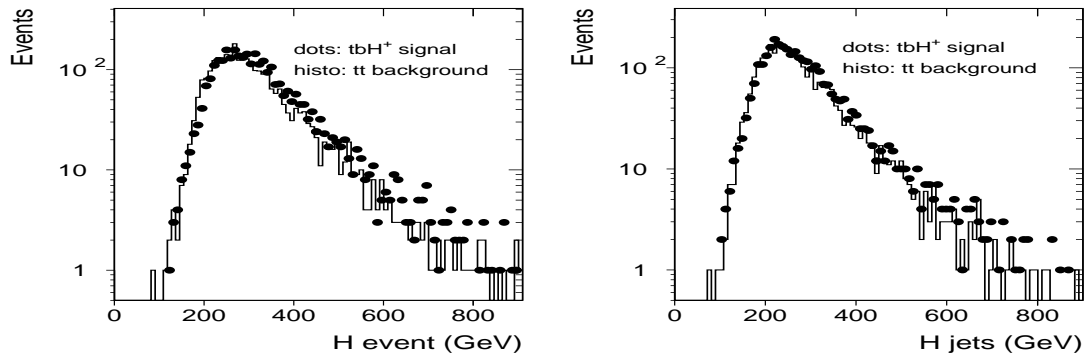 Events
10 2
10
1
dots: tbH+ signal
histo: tt background
0 200 400 600 800
H event (GeV)
Events
10 2
10
1
dots: tbH+ signal
histo: tt background
0 200 400 600 800
H jets (GeV)